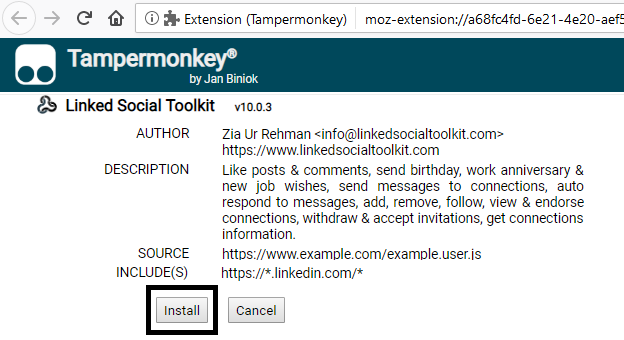 Extension (Tampermonkey) moz-extension://a68fc4fd-6e21-4e20-aef5
Tampermonkey®
by Jan Biniok
Linked Social Toolkit v10.0.3
AUTHOR Zia Ur Rehman <info@linkedsocialtoolkit.com>
https://www.linkedsocialtoolkit.com
DESCRIPTION Like posts & comments, send birthday, work anniversary &
new job wishes, send messages to connections, auto
respond to messages, add, remove, follow, view & endorse
connections, withdraw & accept invitations, get connections
information.
SOURCE https://www.example.com/example.user.js
INCLUDE(S) https://*.linkedin.com/*
Install Cancel